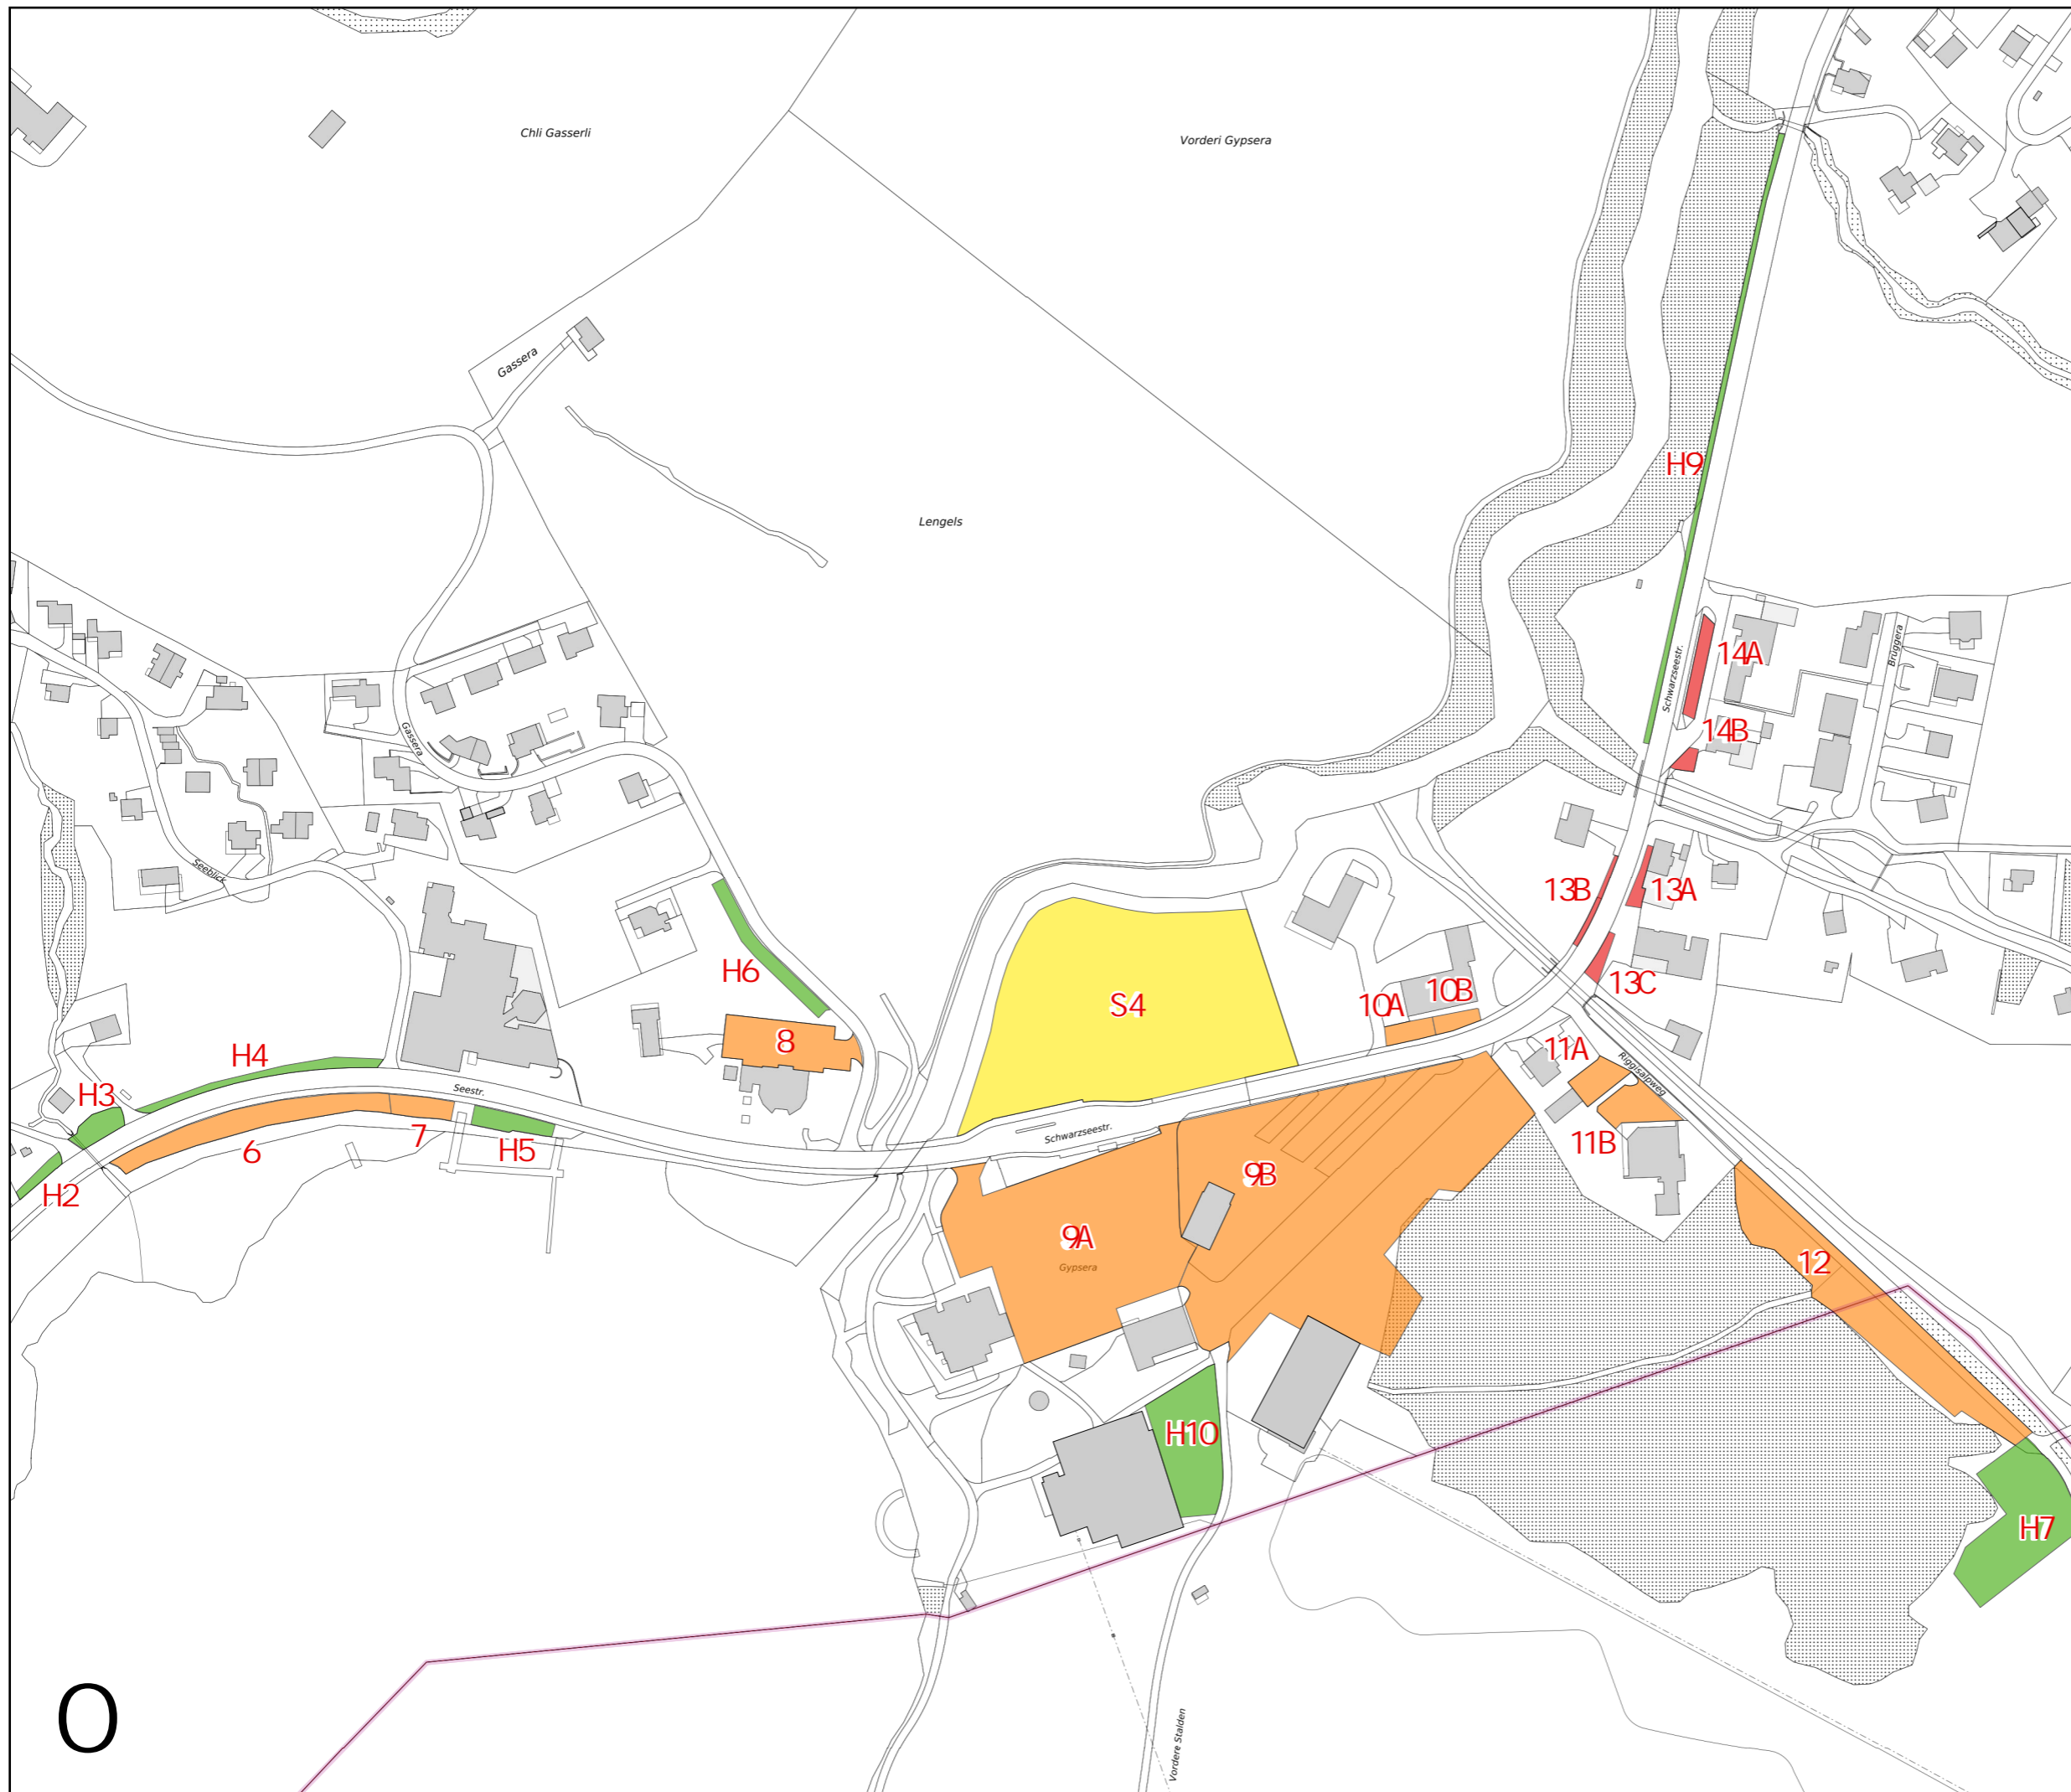 Chli Gasserli
Vorderi Gypsera
Gassera
H9
Lengels
14A
Brüggera
Schwarzseestr.
Gassera
14B
Seeblick
13B
13A
H6
13C
10B
10A
S4
8
11A
H4
Riggisalpweg
Seestr.
H3
7
Schwarzseestr.
6
H5
11B
9B
H2
9A
12
Gypsera
H10
H7
O
Vordere Stalden